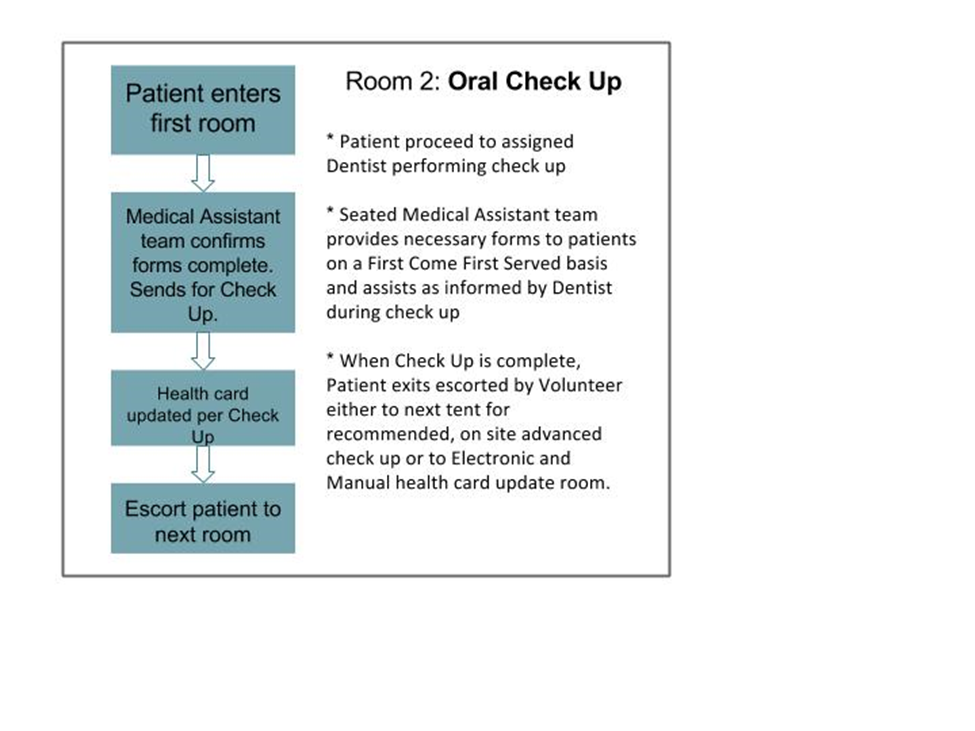 Patient enters
first room
Medical Assistant
team confirms
forms complete.
Sends for Check
Up.
Health card
updated per Check
Up
Escort patient to
next room
Room 2: Oral Check Up
* Patient proceed to assigned
Dentist performing check up
* Seated Medical Assistant team
provides necessary forms to patients
on a First Come First Served basis
and assists as informed by Dentist
during check up
* When Check Up is complete,
Patient exits escorted by Volunteer
either to next tent for
recommended, on site advanced
check up or to Electronic and
Manual health card update room.